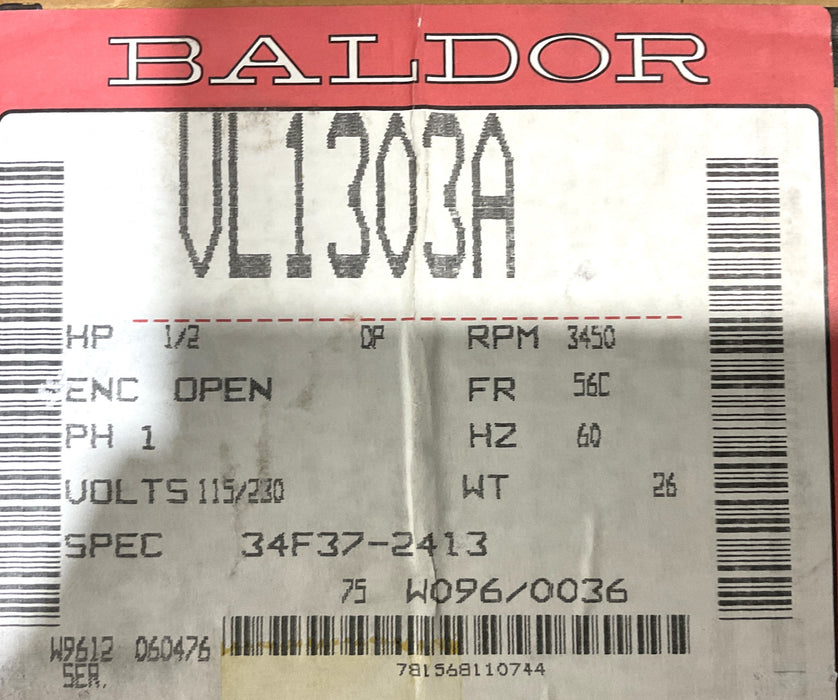 BALDOR
VL1303A
HP 1/2 DP RPM 3450
ENC OPEN FR 56C
PH 1 HZ 60
VOLTS 115/230 WT 26
SPEC 34F37-2413
75 W096/0036
W9612 060476
SER.
781568110744